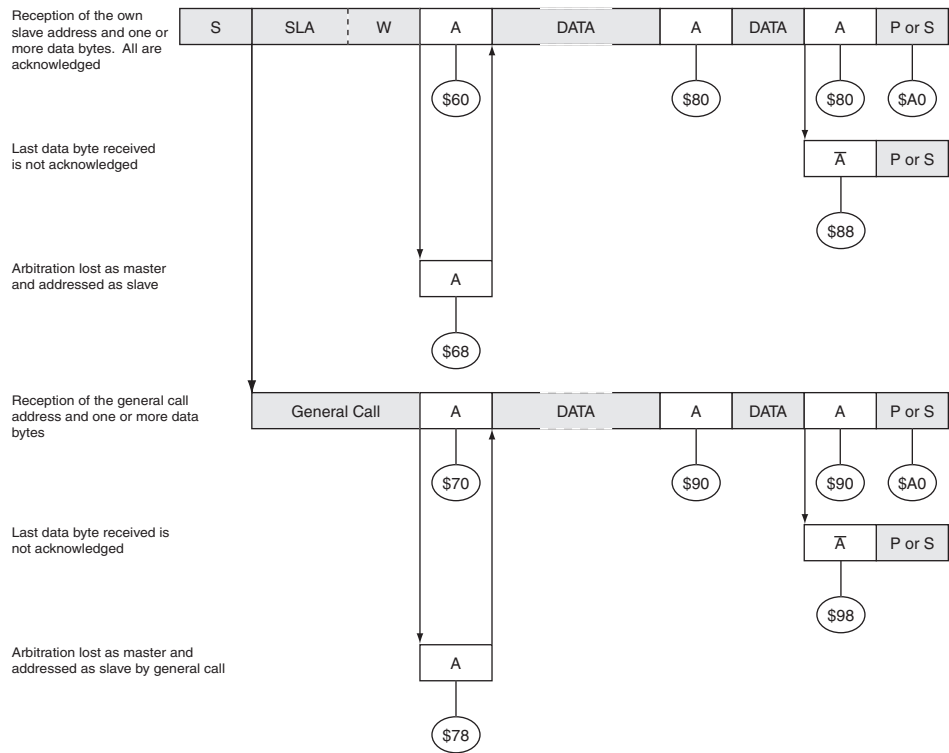 Reception of the own
slave address and one or
more data bytes. All are
acknowledged
S SLA W A DATA A DATA A P or S
$60 $80 $80 $A0
Last data byte received
is not acknowledged
A̅ P or S
$88
Arbitration lost as master
and addressed as slave
A
$68
Reception of the general call
address and one or more data
bytes
General Call A DATA A DATA A P or S
$70 $90 $90 $A0
Last data byte received is
not acknowledged
A̅ P or S
$98
Arbitration lost as master and
addressed as slave by general call
A
$78